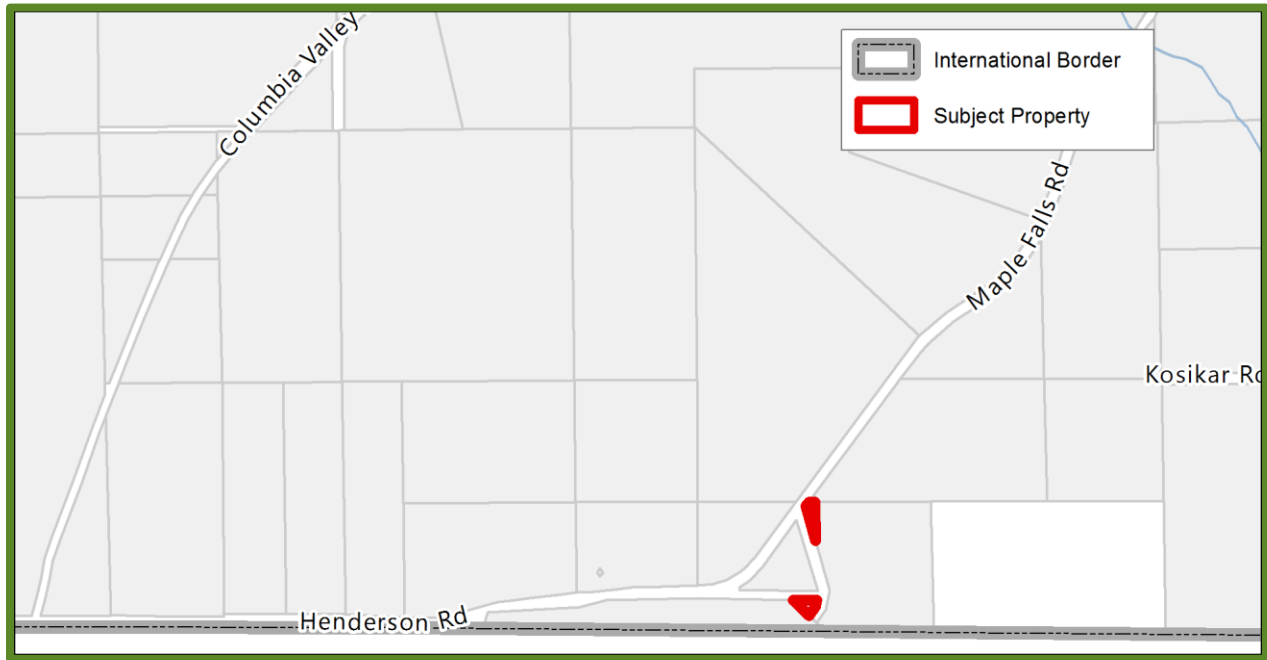 International Border
Subject Property
Columbia Valley
Maple Falls Rd
Kosikar Rd
Henderson Rd